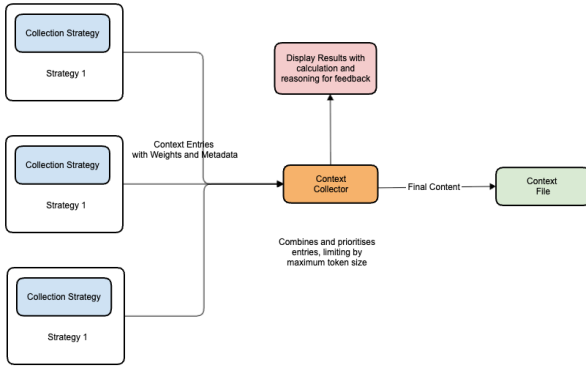 Collection Strategy
Strategy 1
Display Results with
calculation and
reasoning for feedback
Context Entries
with Weights and Metadata
Collection Strategy
Strategy 1
Context
Collector
Final Content
Context
File
Combines and prioritises
entries, limiting by
maximum token size
Collection Strategy
Strategy 1